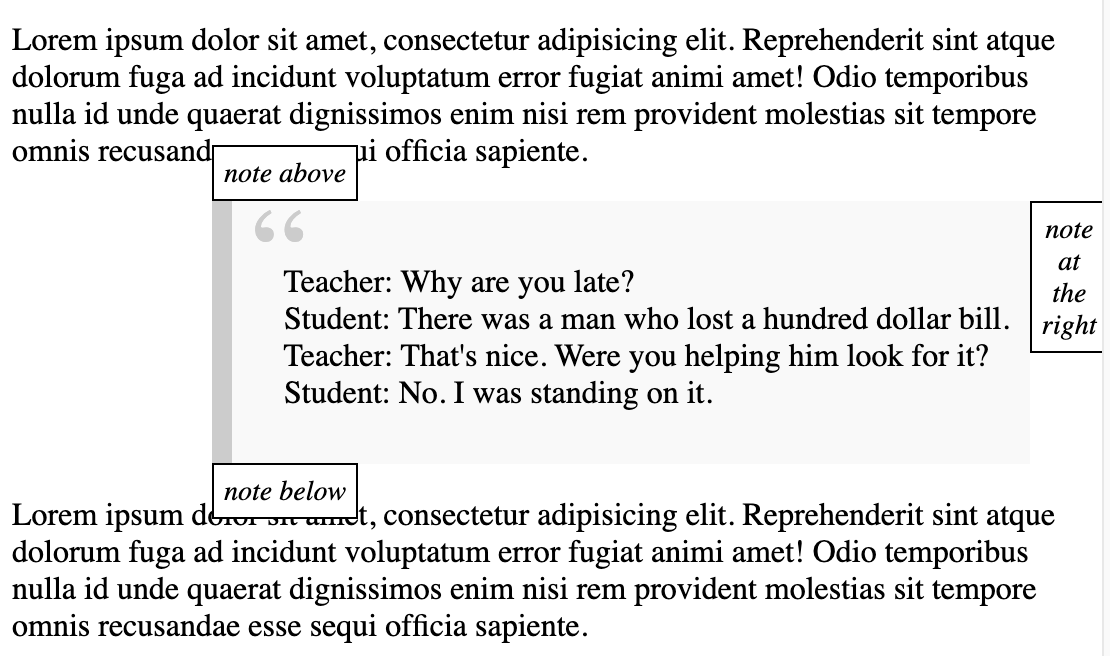 Lorem ipsum dolor sit amet, consectetur adipisicing elit. Reprehenderit sint atque
dolorum fuga ad incidunt voluptatum error fugiat animi amet! Odio temporibus
nulla id unde quaerat dignissimos enim nisi rem provident molestias sit tempore
omnis officia sapiente.
note above
“
Teacher: Why are you late?
Student: There was a man who lost a hundred dollar bill.
Teacher: That's nice. Were you helping him look for it?
Student: No. I was standing on it.
note
at
the
right
note below
Lorem ipsum consectetur adipisicing elit. Reprehenderit sint atque
dolorum fuga ad incidunt voluptatum error fugiat animi amet! Odio temporibus
nulla id unde quaerat dignissimos enim nisi rem provident molestias sit tempore
omnis recusandae esse sequi officia sapiente.